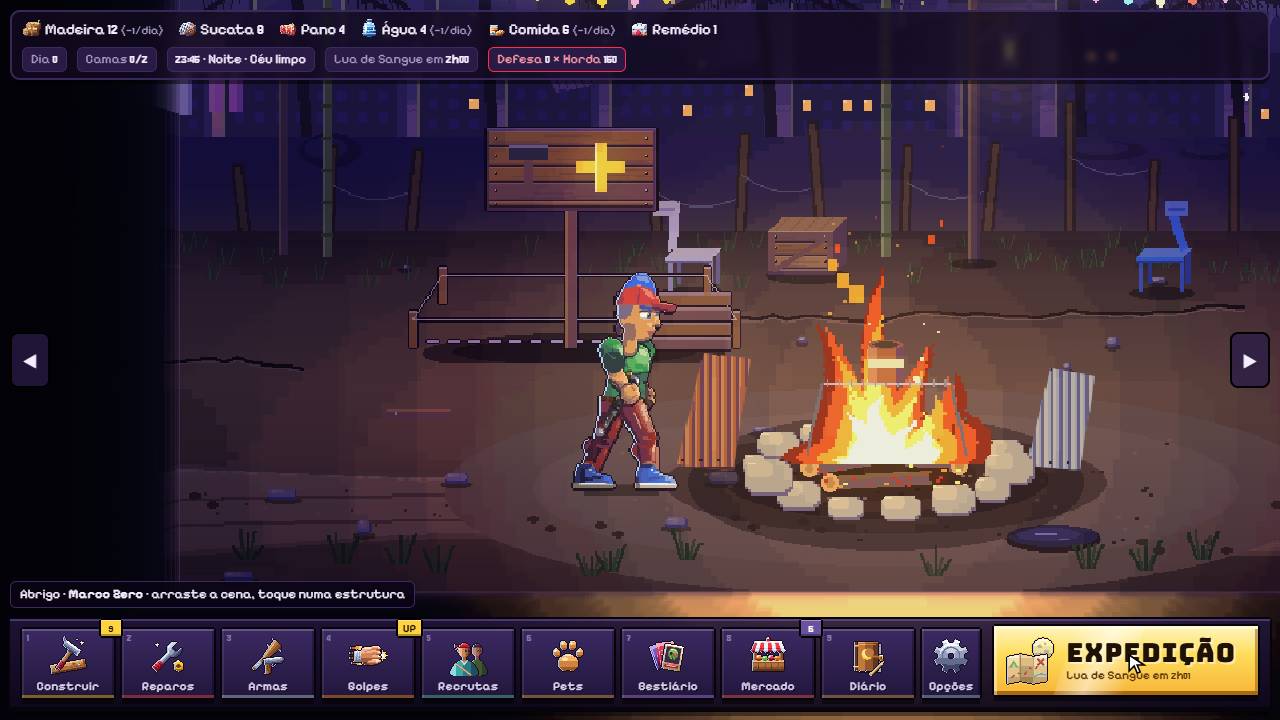 Madeira 12 (-1/dia) Sucata 8 Pano 4 Água 4 (-1/dia) Comida 6 (-1/dia) Remédio 1
Dia 0 Camas 0/2 23:45 · Noite · Céu limpo Lua de Sangue em 2h00 Defesa 0 × Horda 160
Abrigo · Marco Zero · arraste a cena, toque numa estrutura
9 UP 6
1 2 3 4 5 6 7 8 9
Construir Reparos Armas Golpes Recrutas Pets Bestiário Mercado Diário Opções
EXPEDIÇÃO
Lua de Sangue em 2h01